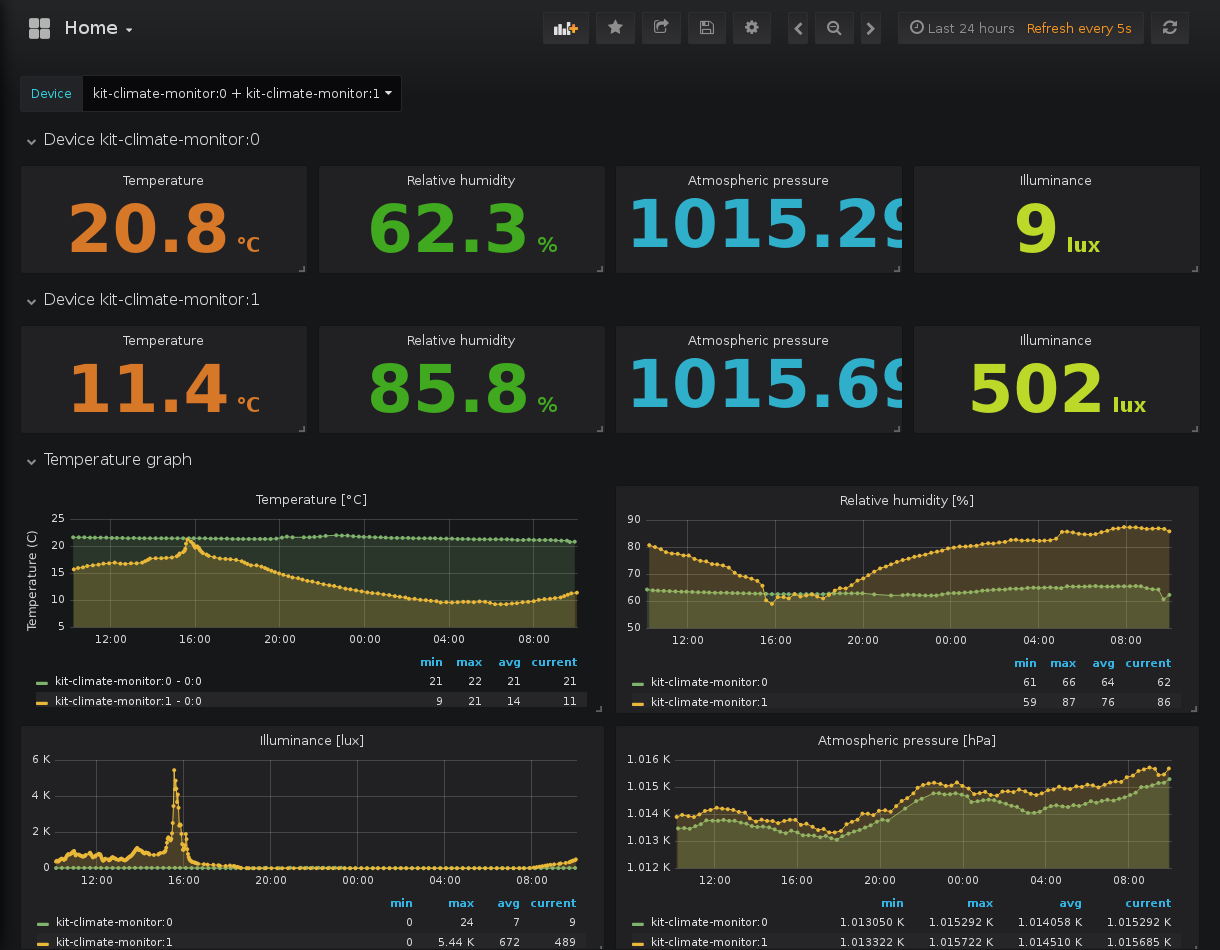 Home
Last 24 hours Refresh every 5s
Device kit-climate-monitor:0 + kit-climate-monitor:1
Device kit-climate-monitor:0
Temperature Relative humidity Atmospheric pressure Illuminance
20.8 °C 62.3 % 1015.29 9 lux
Device kit-climate-monitor:1
Temperature Relative humidity Atmospheric pressure Illuminance
11.4 °C 85.8 % 1015.69 502 lux
Temperature graph
Temperature [°C]
Temperature (C)
25
20
15
10
5
12:00 16:00 20:00 00:00 04:00 08:00
min max avg current
kit-climate-monitor:0 - 0:0 21 22 21 21
kit-climate-monitor:1 - 0:0 9 21 14 11
Relative humidity [%]
90
80
70
60
50
12:00 16:00 20:00 00:00 04:00 08:00
min max avg current
kit-climate-monitor:0 61 66 64 62
kit-climate-monitor:1 59 87 76 86
Illuminance [lux]
6 K
4 K
2 K
0
12:00 16:00 20:00 00:00 04:00 08:00
min max avg current
kit-climate-monitor:0 0 24 7 9
kit-climate-monitor:1 0 5.44 K 672 489
Atmospheric pressure [hPa]
1.016 K
1.015 K
1.014 K
1.013 K
1.012 K
12:00 16:00 20:00 00:00 04:00 08:00
min max avg current
kit-climate-monitor:0 1.013050 K 1.015292 K 1.014058 K 1.015292 K
kit-climate-monitor:1 1.013322 K 1.015722 K 1.014510 K 1.015685 K